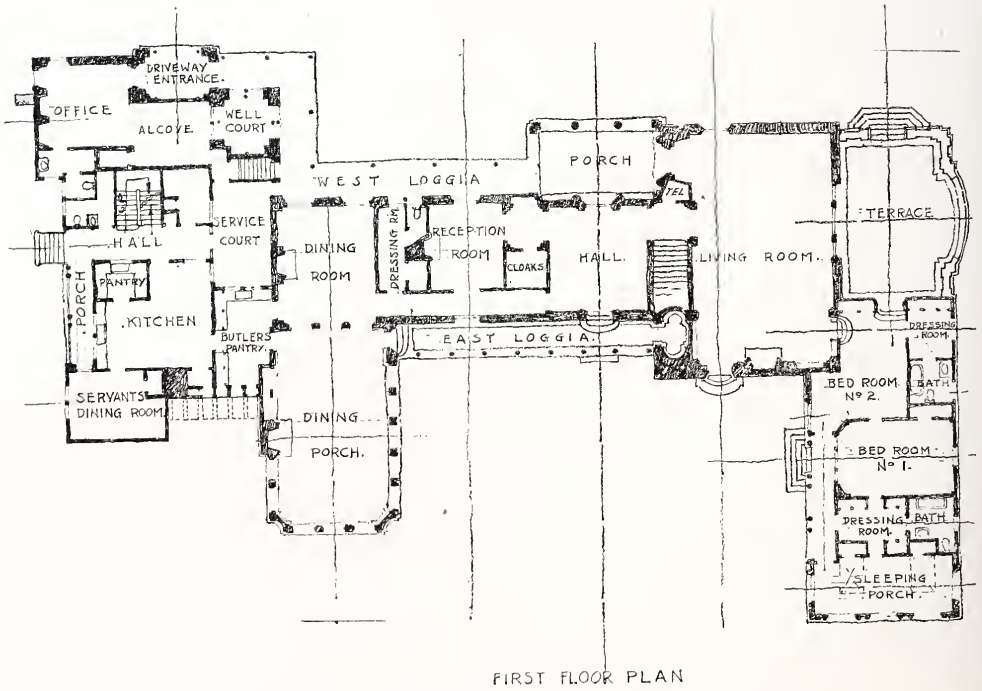 DRIVEWAY
ENTRANCE.
OFFICE
ALCOVE
WELL
COURT
PORCH
WEST LOGGIA
TEL
TERRACE
UP
HALL
SERVICE
COURT
DINING
ROOM
DRESSING RM.
RECEPTION
ROOM
CLOAKS
HALL.
LIVING ROOM.
PANTRY
PORCH
KITCHEN
BUTLERS
PANTRY.
EAST LOGGIA.
DRESSING
ROOM.
BATH
BED ROOM
Nº 2.
SERVANTS
DINING ROOM
DINING
PORCH.
BED ROOM
Nº 1.
DRESSING
ROOM.
BATH
SLEEPING
PORCH.
FIRST FLOOR PLAN